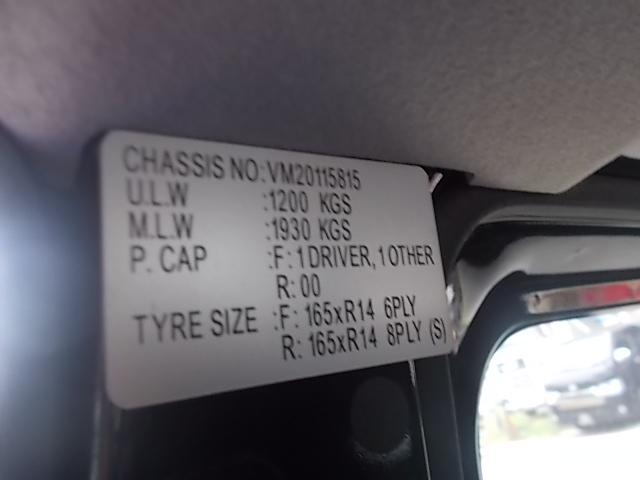 CHASSIS NO:VM20115815
U.L.W :1200 KGS
M.L.W :1930 KGS
P. CAP :F: 1 DRIVER, 1 OTHER
R: 00
TYRE SIZE :F: 165xR14 6PLY
R: 165xR14 8PLY (S)